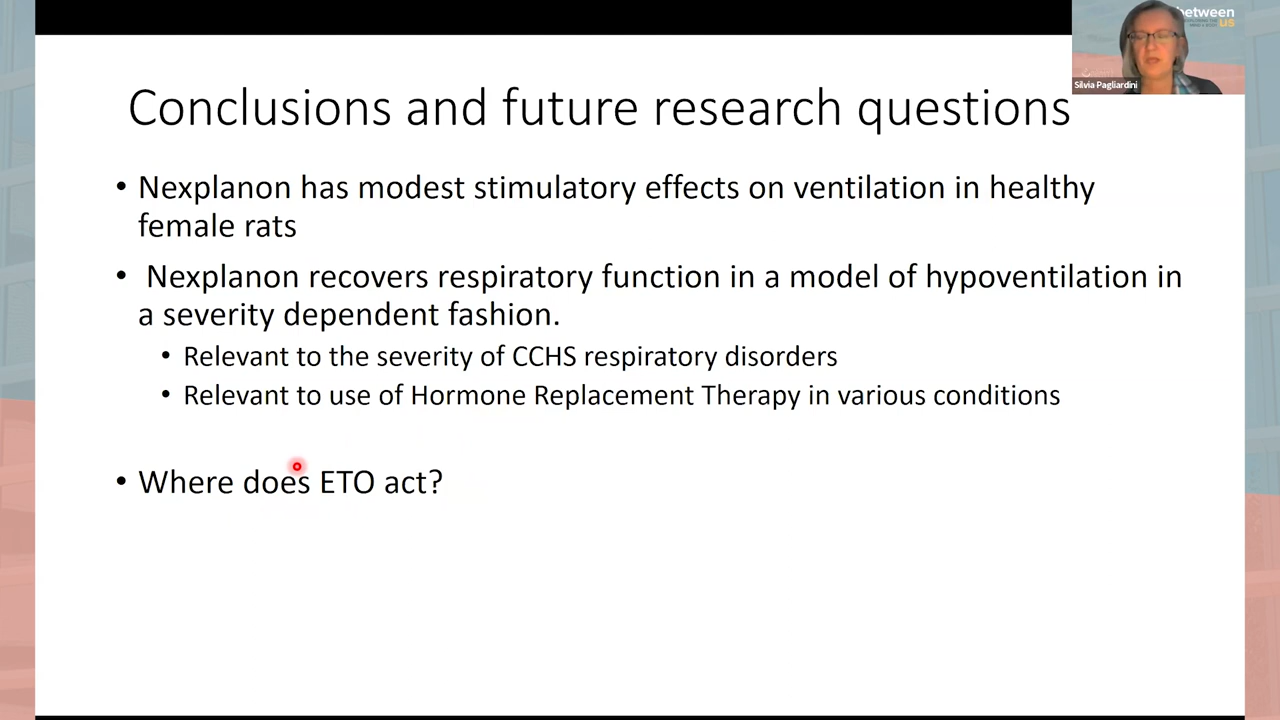 between
us
Silvia Pagliardini
Conclusions and future research questions
• Nexplanon has modest stimulatory effects on ventilation in healthy
female rats
• Nexplanon recovers respiratory function in a model of hypoventilation in
a severity dependent fashion.
• Relevant to the severity of CCHS respiratory disorders
• Relevant to use of Hormone Replacement Therapy in various conditions
• Where does ETO act?